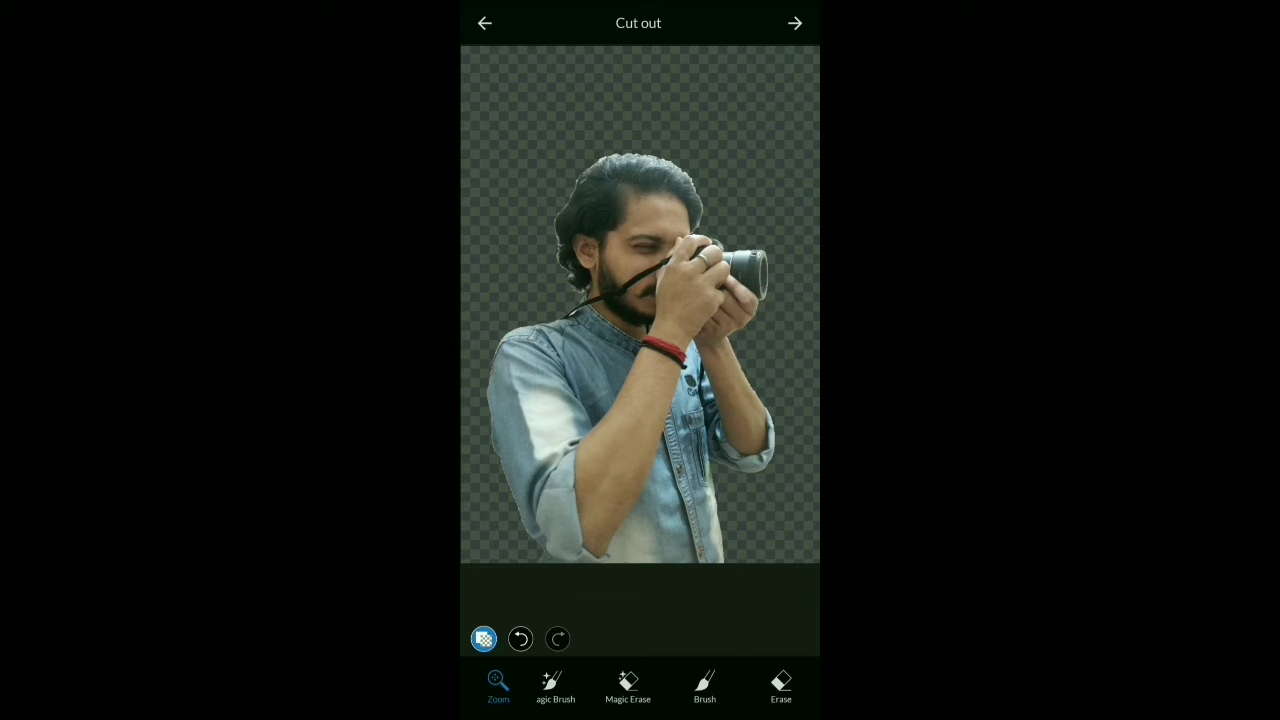 Cut out
Zoom
agic Brush
Magic Erase
Brush
Erase